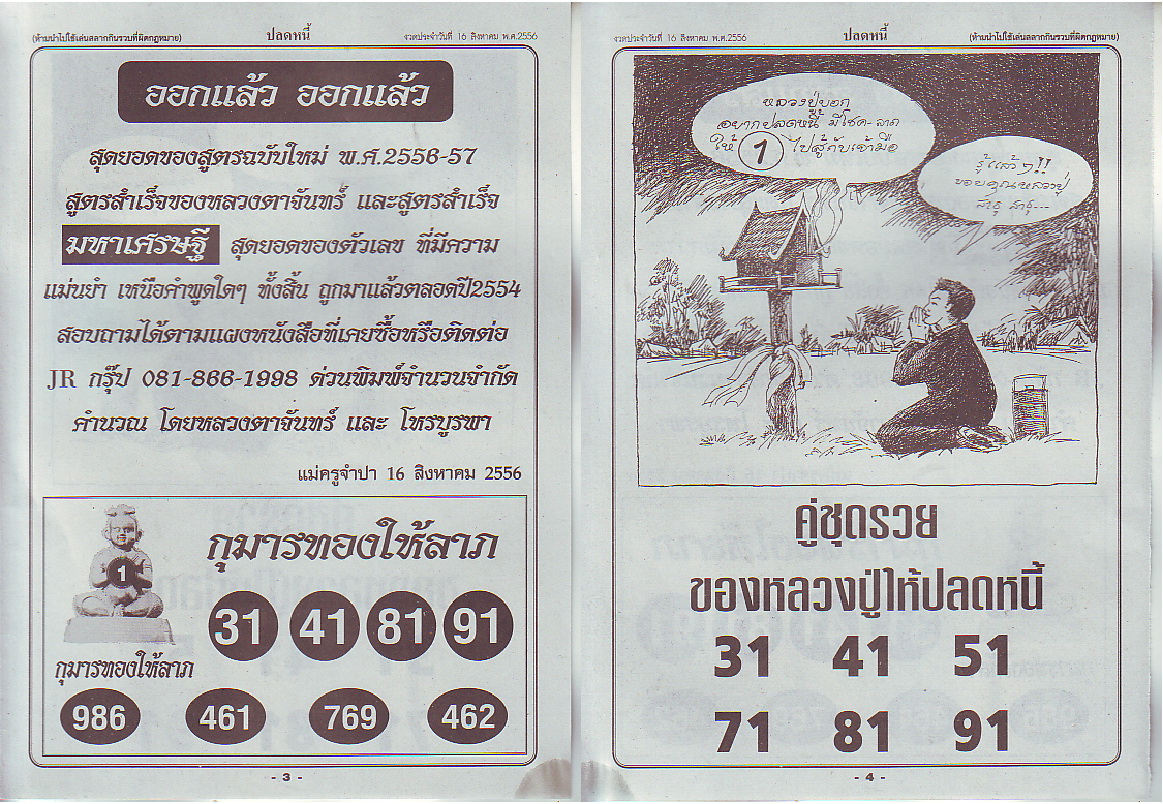 (ห้ามนำไปใช้เล่นสลากกินรวบที่ผิดกฎหมาย)
ปลดหนี้
งวดประจำวันที่ 16 สิงหาคม พ.ศ.2556
ออกแล้ว ออกแล้ว
สุดยอดของสูตรฉบับใหม่ พ.ศ.2556-57
สูตรสำเร็จของหลวงตาจันทร์ และสูตรสำเร็จ
มหาเศรษฐี สุดยอดของตัวเลข ที่มีความ
แม่นยำ เหนือคำพูดใดๆ ทั้งสิ้น ถูกมาแล้วตลอดปี2554
สอบถามได้ตามแผงหนังสือที่เคยซื้อหรือติดต่อ
JR กรุ๊ป 081-866-1998 ด่วนพิมพ์จำนวนจำกัด
คำนวณ โดยหลวงตาจันทร์ และ โหรบูรพา
แม่ครูจำปา 16 สิงหาคม 2556
กุมารทองให้ลาภ
1
31 41 81 91
กุมารทองให้ลาภ
986 461 769 462
- 3 -
งวดประจำวันที่ 16 สิงหาคม พ.ศ.2556
ปลดหนี้
(ห้ามนำไปใช้เล่นสลากกินรวบที่ผิดกฎหมาย)
หลวงปู่บอก
อยากปลดหนี้ มีโชค-ลาภ
ให้ 1 ไปสู้กับเจ้ามือ
รู้แล้วๆ!!
ขอบคุณหลวงปู่
สาธุ สาธุ...
คู่ชุดรวย
ของหลวงปู่ให้ปลดหนี้
31 41 51
71 81 91
- 4 -